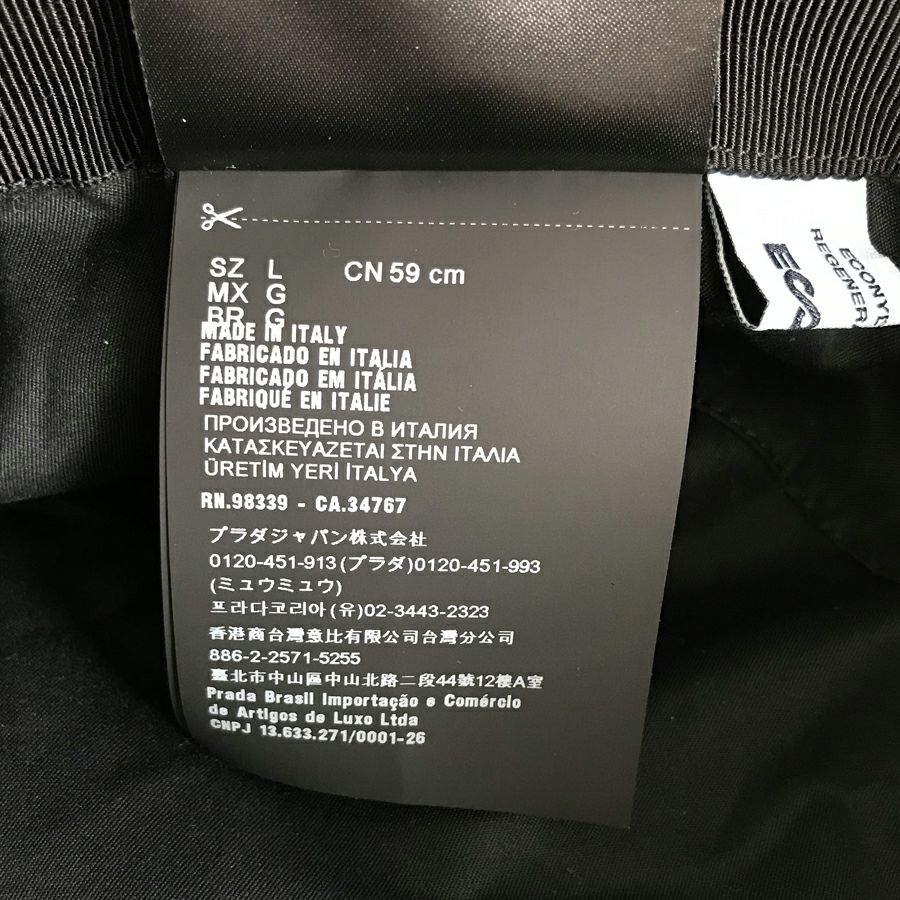 SZ L CN 59 cm
MX G
BR G
MADE IN ITALY
FABRICADO EN ITALIA
FABRICADO EM ITÁLIA
FABRIQUÉ EN ITALIE
ПРОИЗВЕДЕНО В ИТАЛИЯ
ΚΑΤΑΣΚΕΥΑΖΕΤΑΙ ΣΤΗΝ ΙΤΑΛΙΑ
ÜRETİM YERİ İTALYA
RN.98339 - CA.34767
プラダジャパン株式会社
0120-451-913(プラダ)0120-451-993
(ミュウミュウ)
프라다코리아(유)02-3443-2323
香港商台灣意比有限公司台灣分公司
886-2-2571-5255
臺北市中山區中山北路二段44號12樓A室
Prada Brasil Importação e Comércio
de Artigos de Luxo Ltda
CNPJ 13.633.271/0001-26